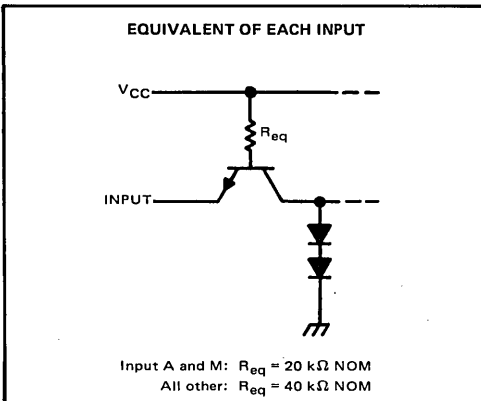 EQUIVALENT OF EACH INPUT
VCC
Req
INPUT
Input A and M: Req = 20 kΩ NOM
All other: Req = 40 kΩ NOM